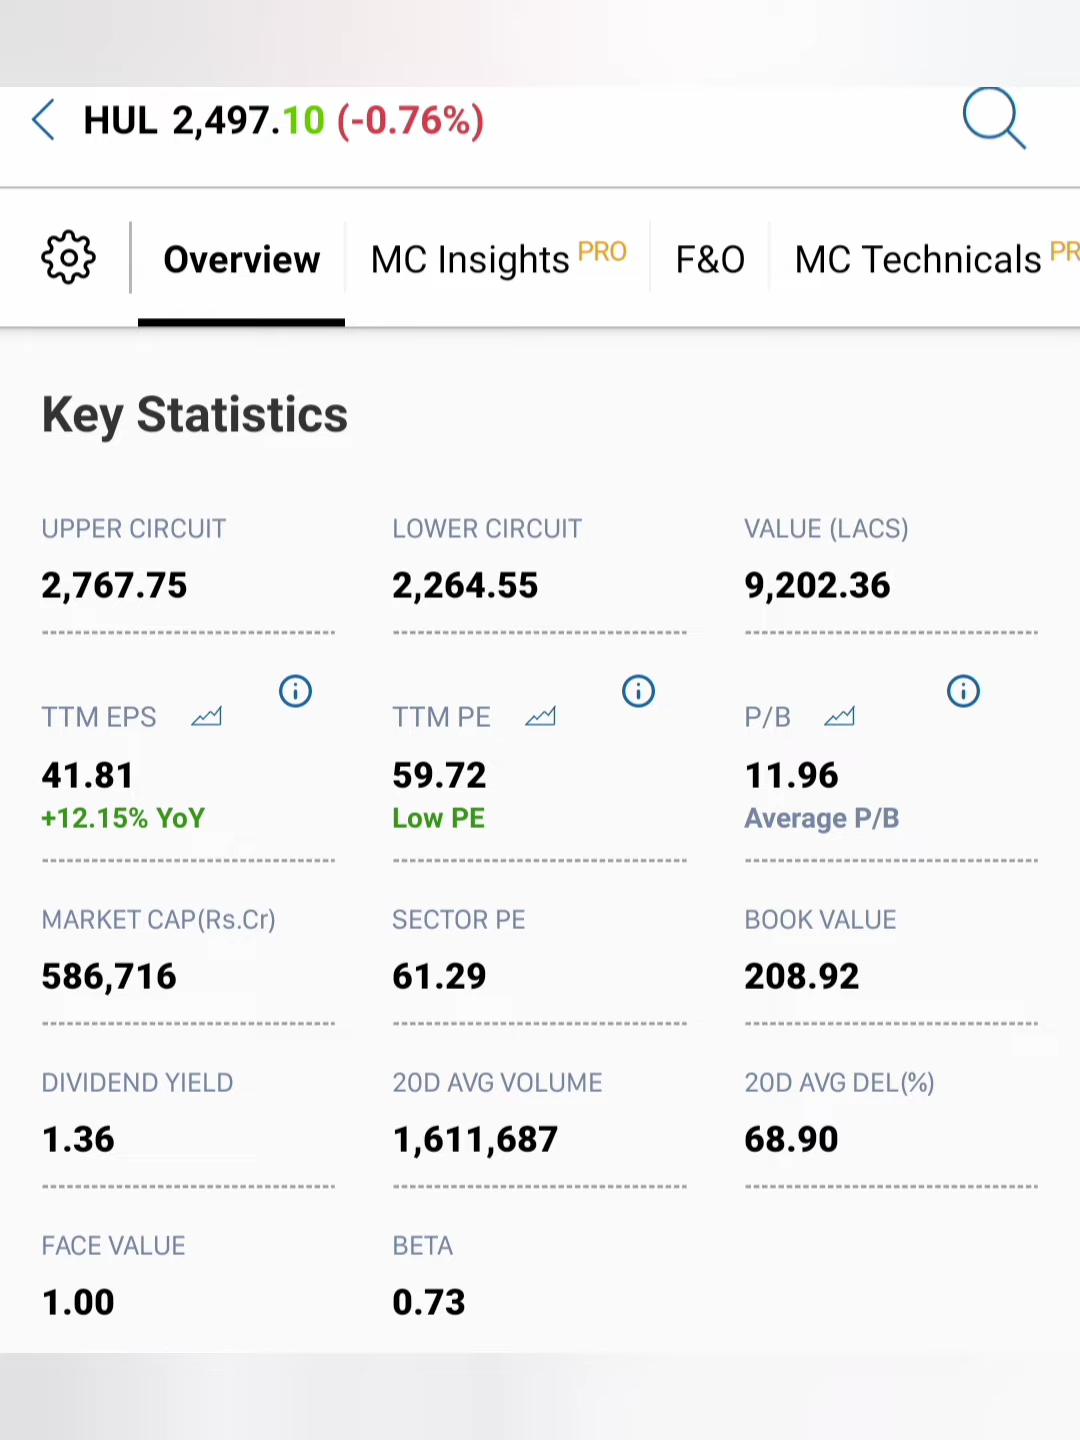 HUL 2,497.10 (-0.76%)
Overview MC Insights PRO F&O MC Technicals PR
Key Statistics
UPPER CIRCUIT LOWER CIRCUIT VALUE (LACS)
2,767.75 2,264.55 9,202.36
TTM EPS TTM PE P/B
41.81 59.72 11.96
+12.15% YoY Low PE Average P/B
MARKET CAP(Rs.Cr) SECTOR PE BOOK VALUE
586,716 61.29 208.92
DIVIDEND YIELD 20D AVG VOLUME 20D AVG DEL(%)
1.36 1,611,687 68.90
FACE VALUE BETA
1.00 0.73